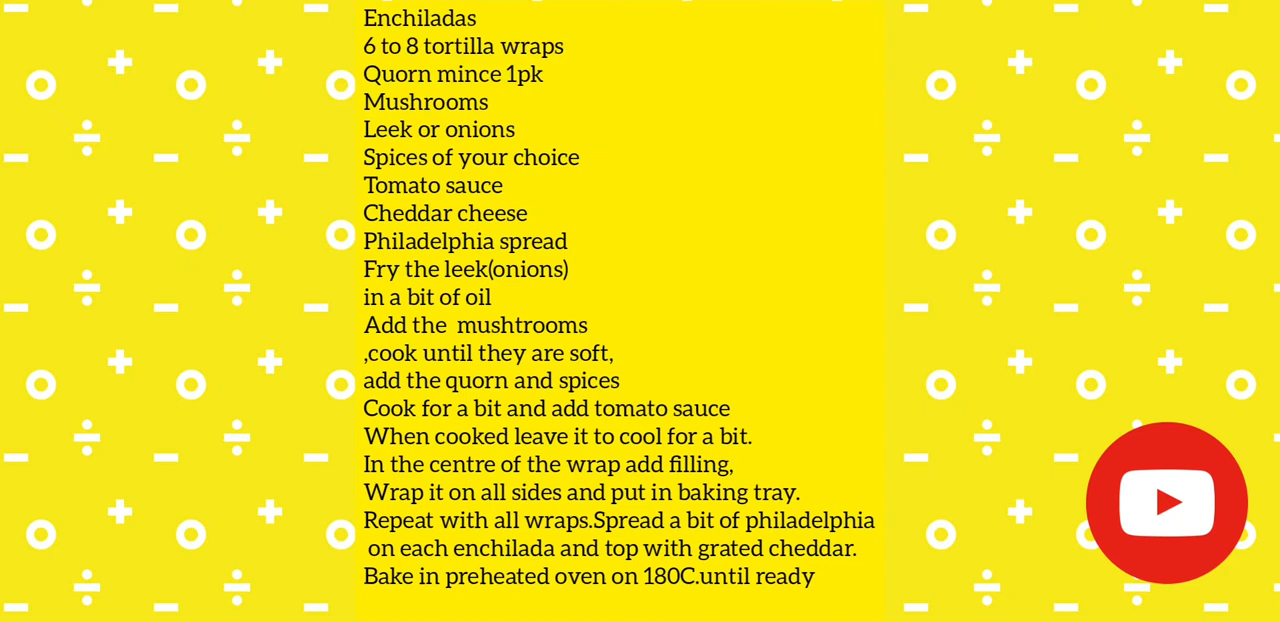 Enchiladas
6 to 8 tortilla wraps
Quorn mince 1pk
Mushrooms
Leek or onions
Spices of your choice
Tomato sauce
Cheddar cheese
Philadelphia spread
Fry the leek(onions)
in a bit of oil
Add the  mushtrooms
,cook until they are soft,
add the quorn and spices
Cook for a bit and add tomato sauce
When cooked leave it to cool for a bit.
In the centre of the wrap add filling,
Wrap it on all sides and put in baking tray.
Repeat with all wraps.Spread a bit of philadelphia
on each enchilada and top with grated cheddar.
Bake in preheated oven on 180C.until ready